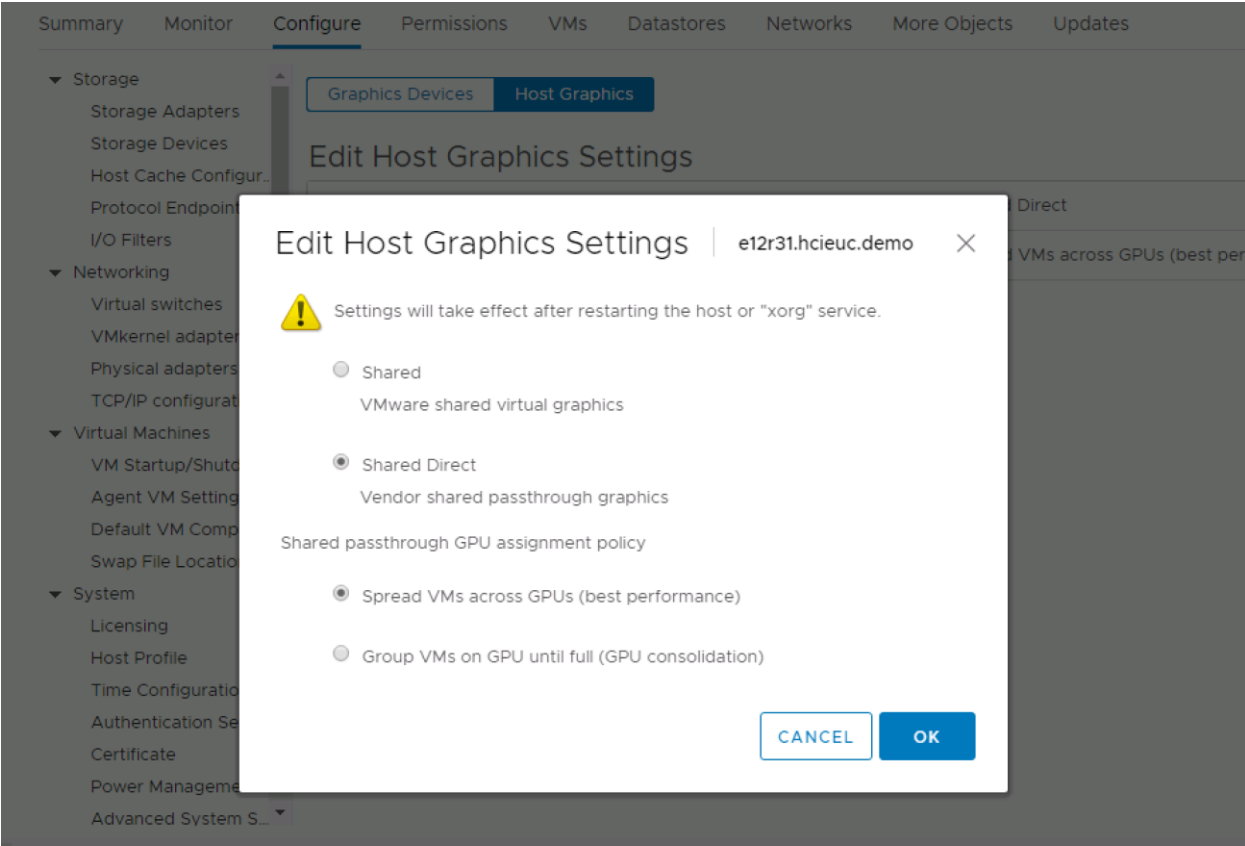 Summary Monitor Configure Permissions VMs Datastores Networks More Objects Updates
Storage
Storage Adapters
Storage Devices
Host Cache Configur..
Protocol Endpoint
I/O Filters
Networking
Virtual switches
VMkernel adapter
Physical adapters
TCP/IP configurat
Virtual Machines
VM Startup/Shutd
Agent VM Setting
Default VM Comp
Swap File Locatio
System
Licensing
Host Profile
Time Configuratio
Authentication Se
Certificate
Power Manageme
Advanced System S...
Graphics Devices Host Graphics
Edit Host Graphics Settings
d Direct
d VMs across GPUs (best per
Edit Host Graphics Settings e12r31.hcieuc.demo
Settings will take effect after restarting the host or "xorg" service.
Shared
VMware shared virtual graphics
Shared Direct
Vendor shared passthrough graphics
Shared passthrough GPU assignment policy
Spread VMs across GPUs (best performance)
Group VMs on GPU until full (GPU consolidation)
CANCEL OK